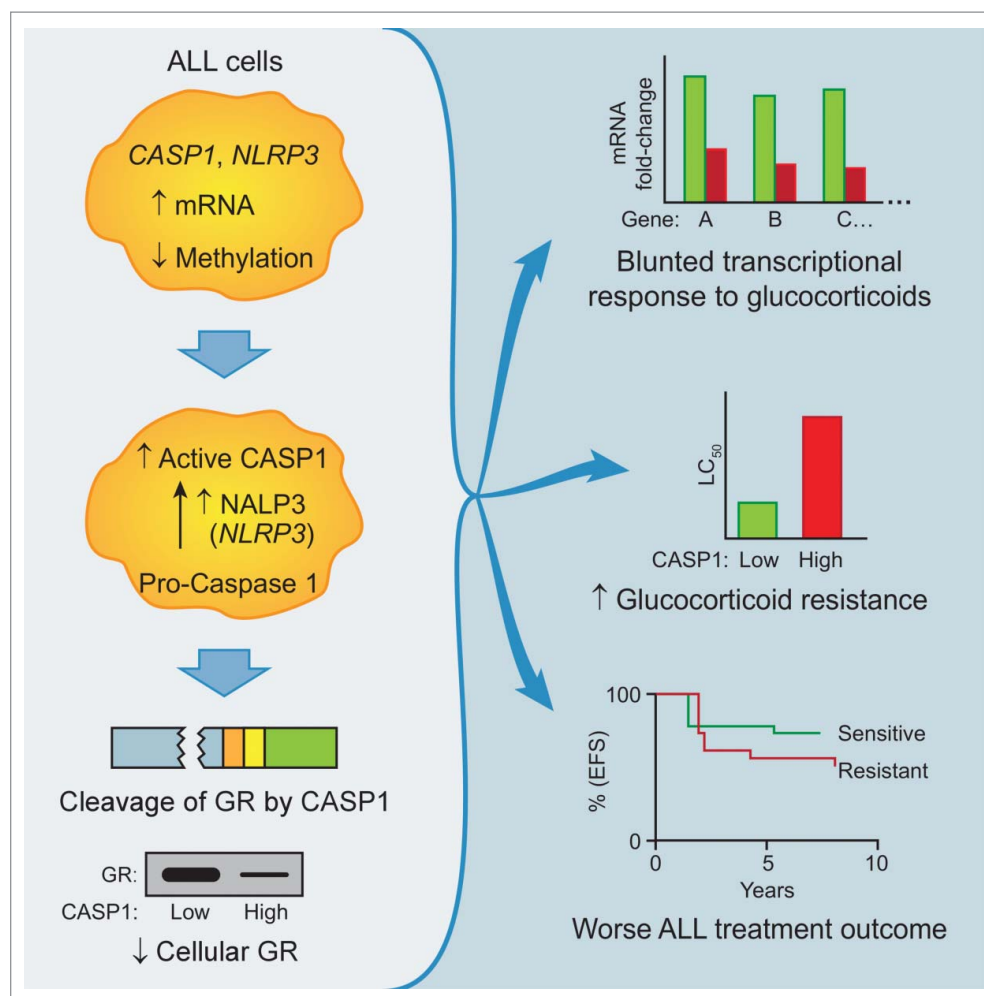 ALL cells
CASP1, NLRP3
↑ mRNA
↓ Methylation
↑ Active CASP1
↑ NALP3
(NLRP3)
Pro-Caspase 1
Cleavage of GR by CASP1
GR:
CASP1: Low High
↓ Cellular GR
mRNA
fold-change
Gene: A B C... ...
Blunted transcriptional
response to glucocorticoids
LC50
CASP1: Low High
↑ Glucocorticoid resistance
% (EFS)
100
0
Sensitive
Resistant
0 5 10
Years
Worse ALL treatment outcome